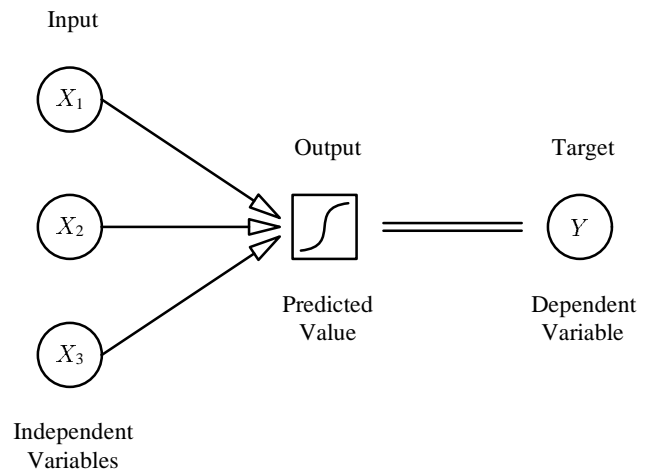 Input
X₁
Output
Target
X₂
Y
Predicted
Value
Dependent
Variable
X₃
Independent
Variables